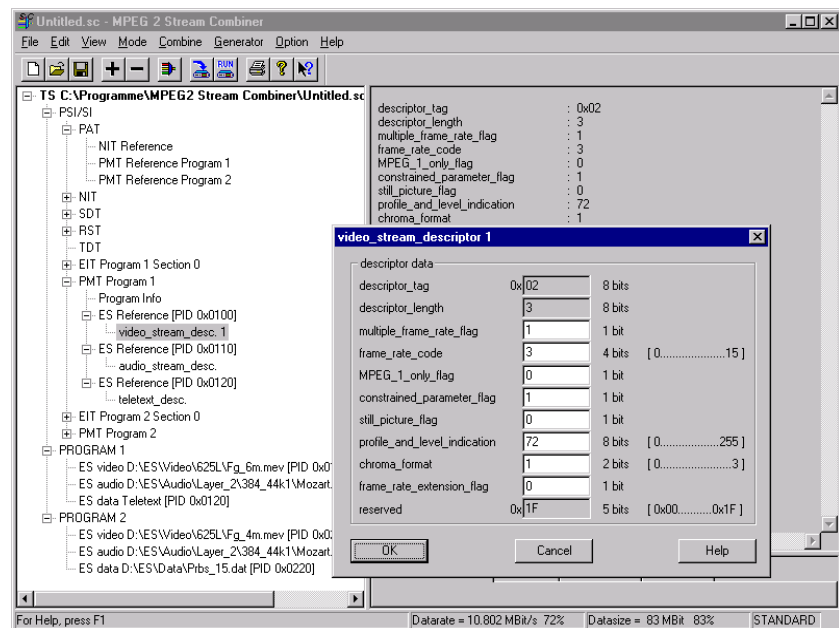 Untitled.sc - MPEG 2 Stream Combiner
File Edit View Mode Combine Generator Option Help
RUN
TS C:\Programme\MPEG2 Stream Combiner\Untitled.sc
PSI/SI
PAT
NIT Reference
PMT Reference Program 1
PMT Reference Program 2
NIT
SDT
RST
TDT
EIT Program 1 Section 0
PMT Program 1
Program Info
ES Reference [PID 0x0100]
video_stream_desc. 1
ES Reference [PID 0x0110]
audio_stream_desc.
ES Reference [PID 0x0120]
teletext_desc.
EIT Program 2 Section 0
PMT Program 2
PROGRAM 1
ES video D:\ES\Video\625L\Fg_6m.mev [PID 0x0
ES audio D:\ES\Audio\Layer_2\384_44k1\Mozart.
ES data Teletext [PID 0x0120]
PROGRAM 2
ES video D:\ES\Video\625L\Fg_4m.mev [PID 0x0
ES audio D:\ES\Audio\Layer_2\384_44k1\Mozart.
ES data D:\ES\Data\Prbs_15.dat [PID 0x0220]
descriptor_tag : 0x02
descriptor_length : 3
multiple_frame_rate_flag : 1
frame_rate_code : 3
MPEG_1_only_flag : 0
constrained_parameter_flag : 1
still_picture_flag : 0
profile_and_level_indication : 72
chroma_format : 1
video_stream_descriptor 1
descriptor data
descriptor_tag 0x 02 8 bits
descriptor_length 3 8 bits
multiple_frame_rate_flag 1 1 bit
frame_rate_code 3 4 bits [ 0....................15 ]
MPEG_1_only_flag 0 1 bit
constrained_parameter_flag 1 1 bit
still_picture_flag 0 1 bit
profile_and_level_indication 72 8 bits [ 0..................255 ]
chroma_format 1 2 bits [ 0......................3 ]
frame_rate_extension_flag 0 1 bit
reserved 0x 1F 5 bits [ 0x00..........0x1F ]
OK Cancel Help
For Help, press F1 Datarate = 10.802 MBit/s 72% Datasize = 83 MBit 83% STANDARD